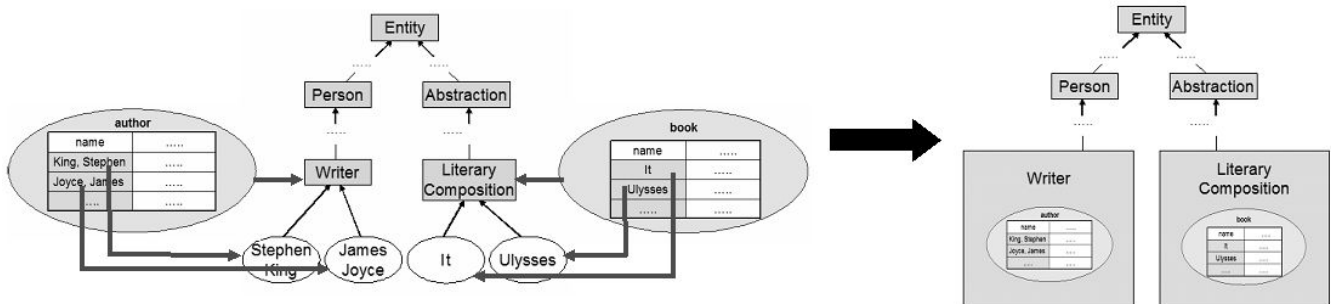 Entity
.....
Person
Abstraction
.....
author
name .....
King, Stephen .....
Joyce, James .....
..... .....
Writer
Literary
Composition
book
name .....
It .....
Ulysses .....
..... .....
Stephen
King
James
Joyce
It
Ulysses
Entity
.....
Person
Abstraction
.....
Writer
author
name .....
King, Stephen .....
Joyce, James .....
..... .....
Literary
Composition
book
name .....
It .....
Ulysses .....
..... .....